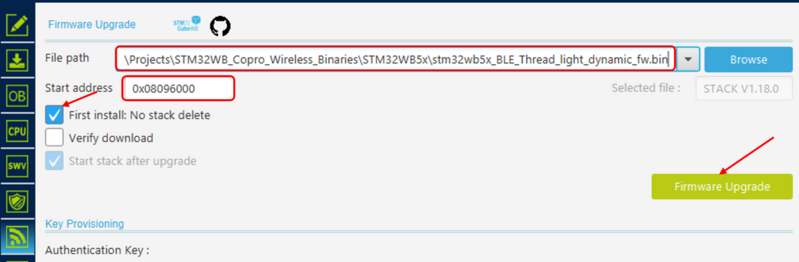 Firmware Upgrade
STM32 CubeWB
File path
\Projects\STM32WB_Copro_Wireless_Binaries\STM32WB5x\stm32wb5x_BLE_Thread_light_dynamic_fw.bin
Browse
Start address
0x08096000
Selected file :
STACK V1.18.0
First install: No stack delete
Verify download
Start stack after upgrade
Firmware Upgrade
Key Provisioning
Authentication Key :
OB
CPU
SWV